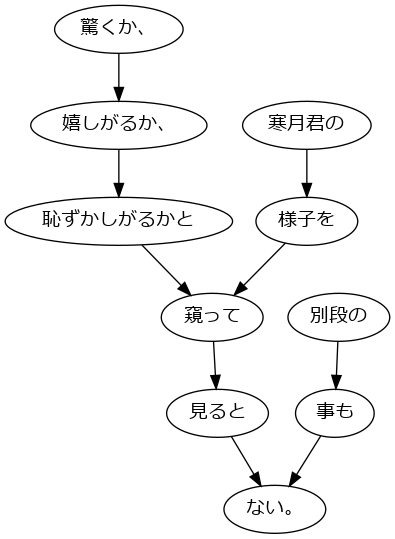 驚くか、
嬉しがるか、
寒月君の
恥ずかしがるかと
様子を
窺って
別段の
見ると
事も
ない。